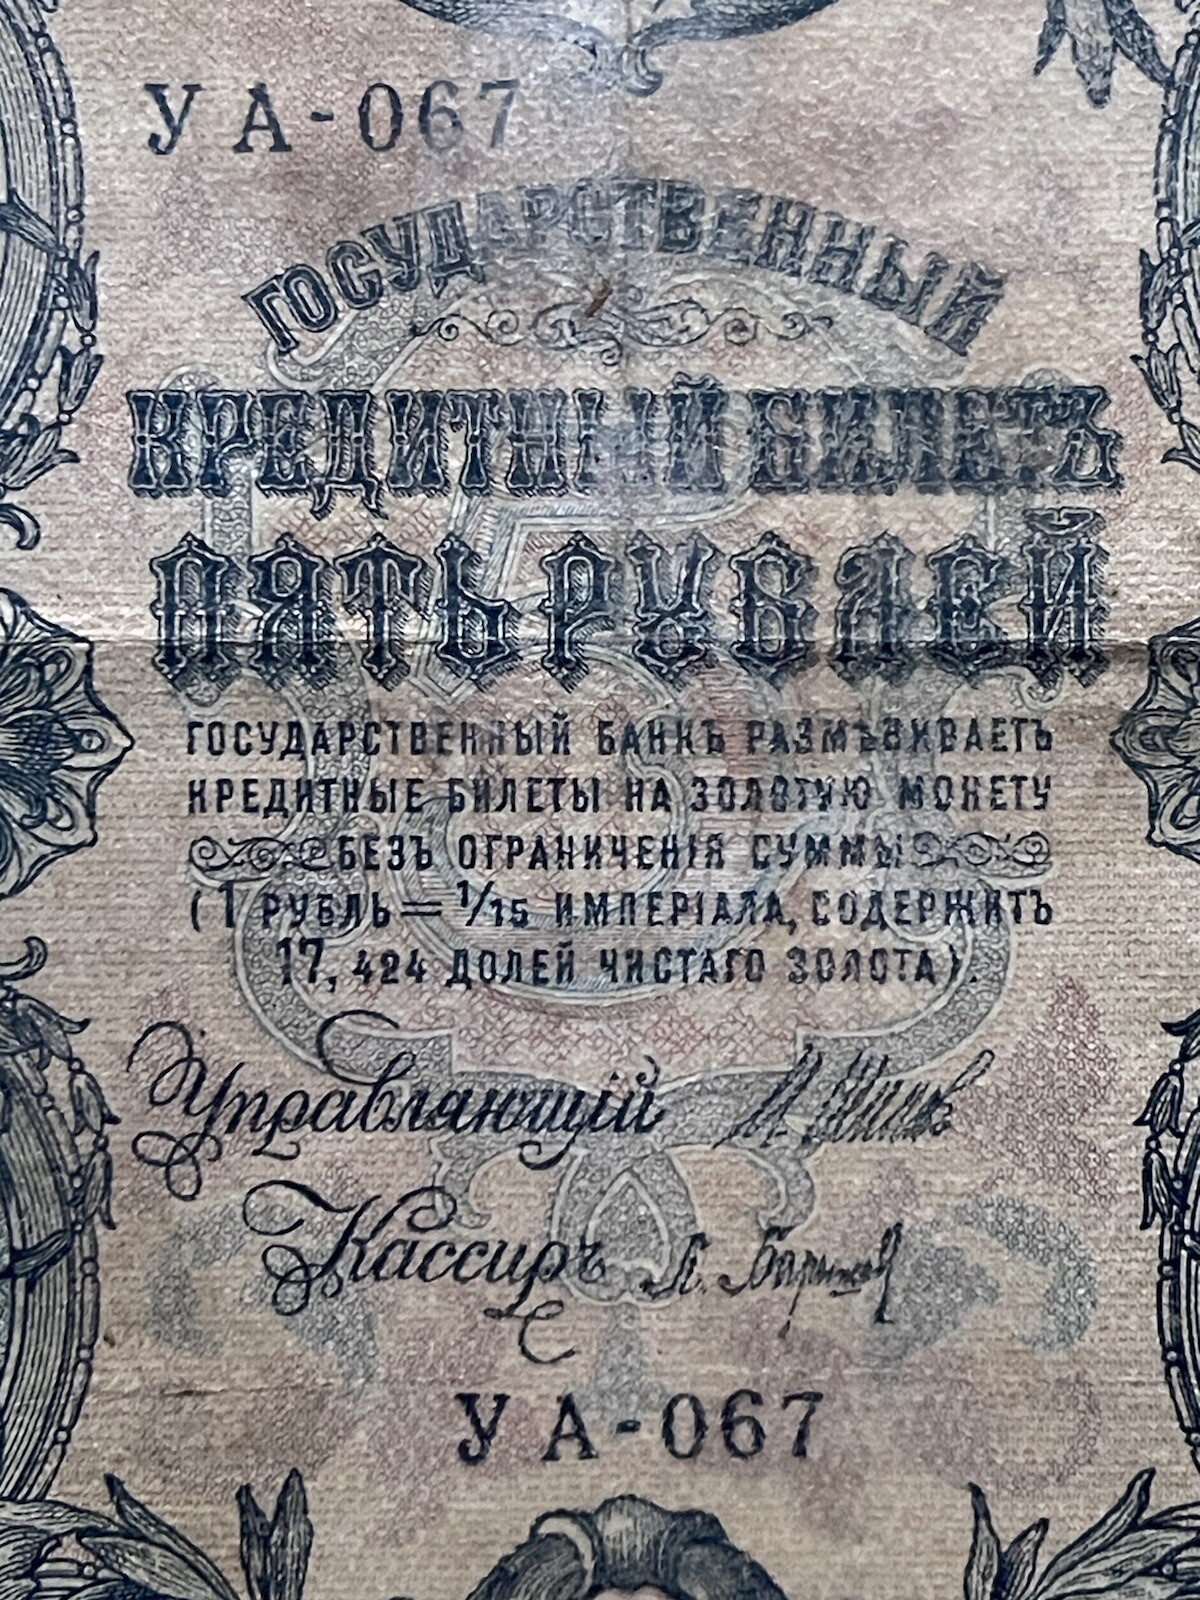 УА-067
ГОСУДАРСТВЕННЫЙ
КРЕДИТНЫЙ БИЛЕТЪ
ПЯТЬ РУБЛЕЙ
ГОСУДАРСТВЕННЫЙ БАНКЪ РАЗМѢНИВАЕТЪ
КРЕДИТНЫЕ БИЛЕТЫ НА ЗОЛОТУЮ МОНЕТУ
БЕЗЪ ОГРАНИЧЕНІЯ СУММЫ
(1 РУБЛЬ = 1/15 ИМПЕРІАЛА, СОДЕРЖИТЪ
17,424 ДОЛЕЙ ЧИСТАГО ЗОЛОТА).
Управляющій И. Шиповъ
Кассиръ
УА-067